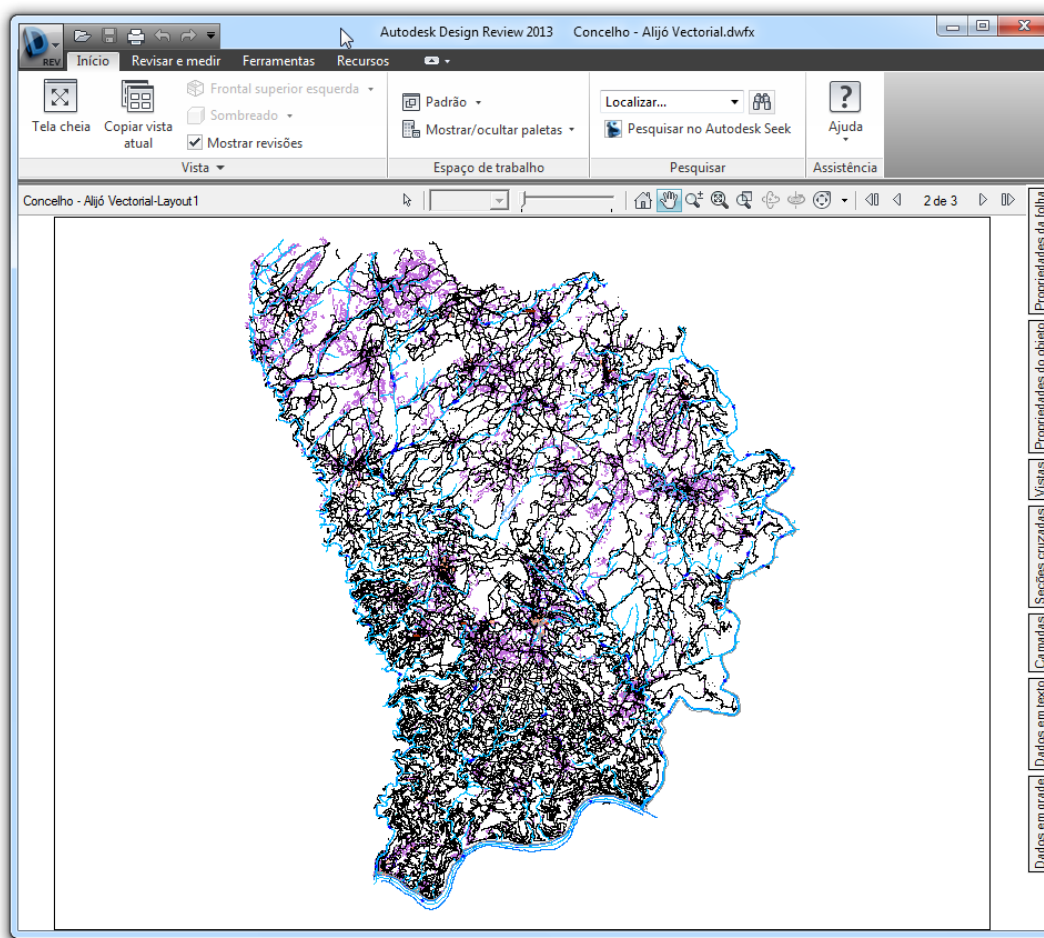 Autodesk Design Review 2013 Concelho - Alijó Vectorial.dwfx
REV
Início Revisar e medir Ferramentas Recursos
Tela cheia
Copiar vista atual
Frontal superior esquerda
Sombreado
Mostrar revisões
Vista
Padrão
Mostrar/ocultar paletas
Espaço de trabalho
Localizar...
Pesquisar no Autodesk Seek
Pesquisar
Ajuda
Assistência
Concelho - Alijó Vectorial-Layout1
2 de 3
Propriedades da folha
Propriedades do objeto
Vistas
Seções cruzadas
Camadas
Dados em texto
Dados em grade